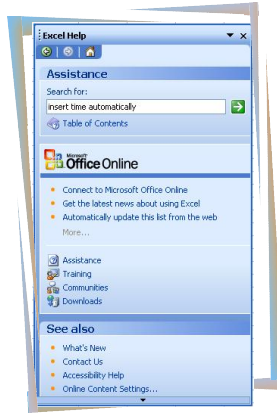 Excel Help
Assistance
Search for:
insert time automatically
Table of Contents
Microsoft
Office Online
Connect to Microsoft Office Online
Get the latest news about using Excel
Automatically update this list from the web
More...
Assistance
Training
Communities
Downloads
See also
What's New
Contact Us
Accessibility Help
Online Content Settings...